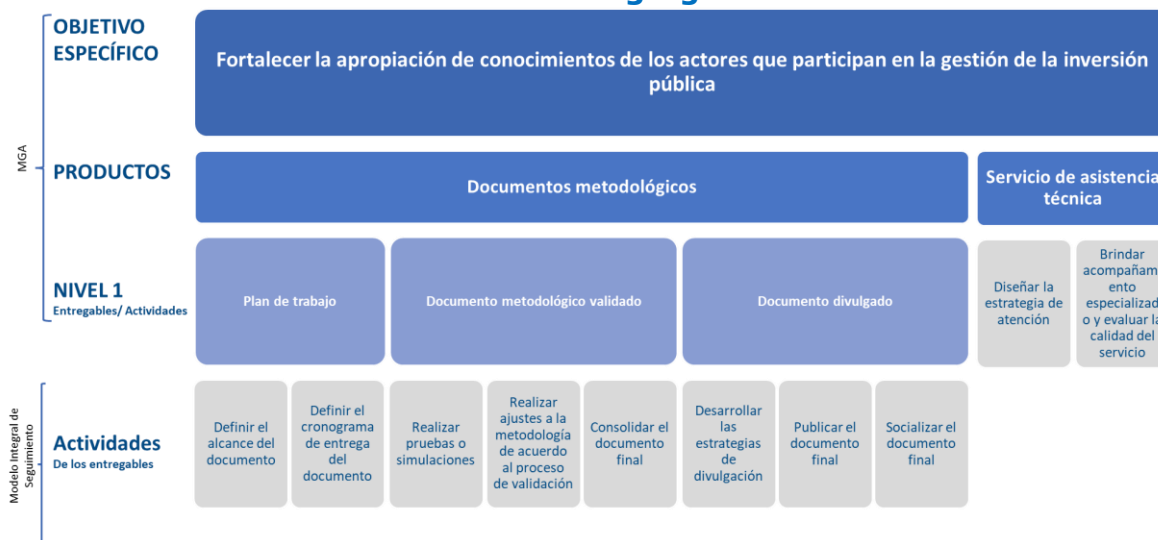 OBJETIVO
ESPECÍFICO
Fortalecer la apropiación de conocimientos de los actores que participan en la gestión de la inversión
pública
MGA
PRODUCTOS
Documentos metodológicos
Servicio de asistencia
técnica
NIVEL 1
Entregables/ Actividades
Plan de trabajo
Documento metodológico validado
Documento divulgado
Diseñar la
estrategia de
atención
Brindar
acompañam
ento
especializad
o y evaluar la
calidad del
servicio
Modelo Integral de
Seguimiento
Actividades
De los entregables
Definir el
alcance del
documento
Definir el
cronograma
de entrega
del
documento
Realizar
pruebas o
simulaciones
Realizar
ajustes a la
metodología
de acuerdo
al proceso
de validación
Consolidar el
documento
final
Desarrollar
las
estrategias
de
divulgación
Publicar el
documento
final
Socializar el
documento
final